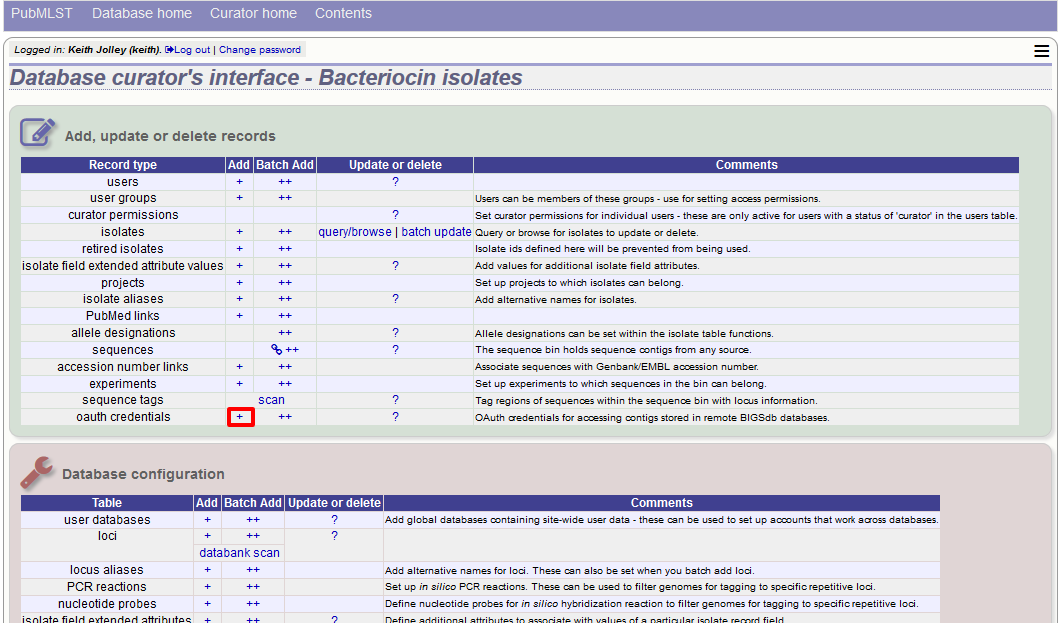 PubMLST Database home Curator home Contents
Logged in: Keith Jolley (keith). Log out | Change password
Database curator's interface - Bacteriocin isolates
Add, update or delete records
Record type Add Batch Add Update or delete Comments
users + ++ ?
user groups + ++ Users can be members of these groups - use for setting access permissions.
curator permissions ? Set curator permissions for individual users - these are only active for users with a status of 'curator' in the users table.
isolates + ++ query/browse | batch update Query or browse for isolates to update or delete.
retired isolates + ++ Isolate ids defined here will be prevented from being used.
isolate field extended attribute values + ++ ? Add values for additional isolate field attributes.
projects + ++ Set up projects to which isolates can belong.
isolate aliases + ++ ? Add alternative names for isolates.
PubMed links + ++
allele designations ++ ? Allele designations can be set within the isolate table functions.
sequences ++ ? The sequence bin holds sequence contigs from any source.
accession number links + ++ Associate sequences with Genbank/EMBL accession number.
experiments + ++ Set up experiments to which sequences in the bin can belong.
sequence tags scan ? Tag regions of sequences within the sequence bin with locus information.
oauth credentials + ++ ? OAuth credentials for accessing contigs stored in remote BIGSdb databases.
Database configuration
Table Add Batch Add Update or delete Comments
user databases + ++ ? Add global databases containing site-wide user data - these can be used to set up accounts that work across databases.
loci + ++ ?
databank scan
locus aliases + ++ Add alternative names for loci. These can also be set when you batch add loci.
PCR reactions + ++ Set up in silico PCR reactions. These can be used to filter genomes for tagging to specific repetitive loci.
nucleotide probes + ++ Define nucleotide probes for in silico hybridization reaction to filter genomes for tagging to specific repetitive loci.
isolate field extended attributes + ++ ? Define additional attributes to associate with values of a particular isolate record field.